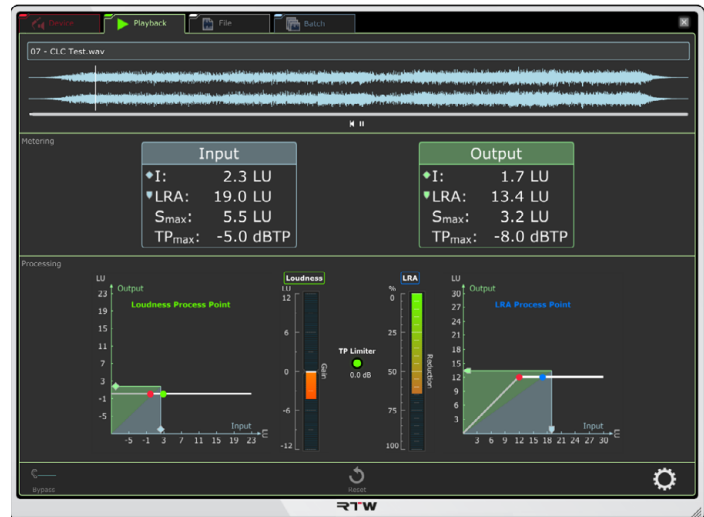 Device Playback File Batch
07 - CLC Test.wav
Metering
Input
I: 2.3 LU
LRA: 19.0 LU
Smax: 5.5 LU
TPmax: -5.0 dBTP
Output
I: 1.7 LU
LRA: 13.4 LU
Smax: 3.2 LU
TPmax: -8.0 dBTP
Processing
LU
Output
Loudness Process Point
23
19
15
11
7
3
-1
-5
Input
-5 -1 3 7 11 15 19 23
LU
Loudness
LU
12
6
0
-6
-12
Gain
TP Limiter
0.0 dB
LRA
%
0
25
50
75
100
Reduction
LU
Output
LRA Process Point
30
27
24
21
18
15
12
9
6
3
Input
3 6 9 12 15 18 21 24 27 30
LU
Bypass
Reset
RTW